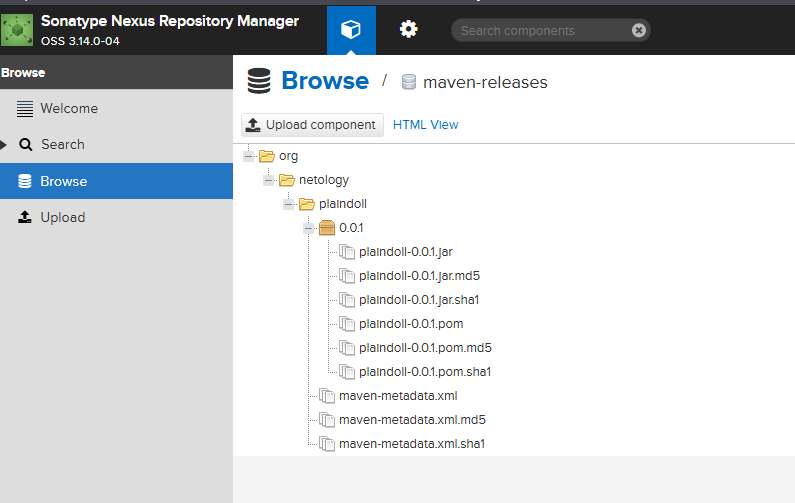 Sonatype Nexus Repository Manager
OSS 3.14.0-04
Search components
Browse
Welcome
Search
Browse
Upload
Browse / maven-releases
Upload component HTML View
org
netology
plaindoll
0.0.1
plaindoll-0.0.1.jar
plaindoll-0.0.1.jar.md5
plaindoll-0.0.1.jar.sha1
plaindoll-0.0.1.pom
plaindoll-0.0.1.pom.md5
plaindoll-0.0.1.pom.sha1
maven-metadata.xml
maven-metadata.xml.md5
maven-metadata.xml.sha1